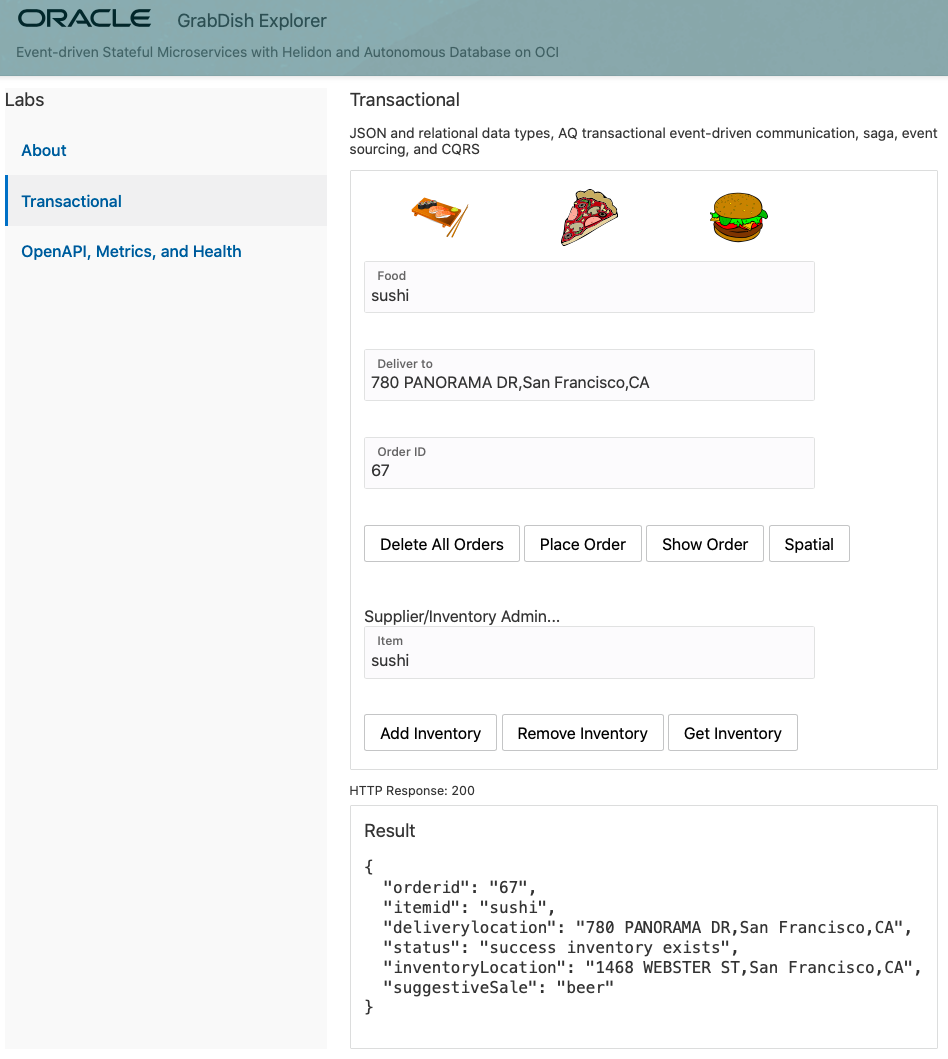 ORACLE GrabDish Explorer
Event-driven Stateful Microservices with Helidon and Autonomous Database on OCI
Labs
About
Transactional
OpenAPI, Metrics, and Health
Transactional
JSON and relational data types, AQ transactional event-driven communication, saga, event
sourcing, and CQRS
Food
sushi
Deliver to
780 PANORAMA DR,San Francisco,CA
Order ID
67
Delete All Orders Place Order Show Order Spatial
Supplier/Inventory Admin...
Item
sushi
Add Inventory Remove Inventory Get Inventory
HTTP Response: 200
Result
{
  "orderid": "67",
  "itemid": "sushi",
  "deliverylocation": "780 PANORAMA DR,San Francisco,CA",
  "status": "success inventory exists",
  "inventoryLocation": "1468 WEBSTER ST,San Francisco,CA",
  "suggestiveSale": "beer"
}